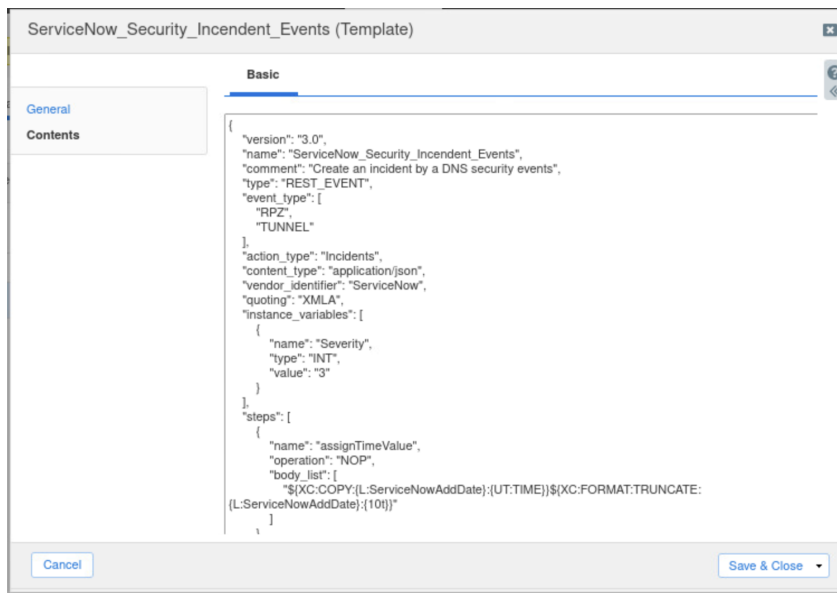 ServiceNow_Security_Incendent_Events (Template)
Basic
General
Contents
{
"version": "3.0",
"name": "ServiceNow_Security_Incendent_Events",
"comment": "Create an incident by a DNS security events",
"type": "REST_EVENT",
"event_type": [
"RPZ",
"TUNNEL"
],
"action_type": "Incidents",
"content_type": "application/json",
"vendor_identifier": "ServiceNow",
"quoting": "XMLA",
"instance_variables": [
{
"name": "Severity",
"type": "INT",
"value": "3"
}
],
"steps": [
{
"name": "assignTimeValue",
"operation": "NOP",
"body_list": [
"${XC:COPY:{L:ServiceNowAddDate}:{UT:TIME}}${XC:FORMAT:TRUNCATE:
{L:ServiceNowAddDate}:{10t}}"
]
}
Cancel
Save & Close